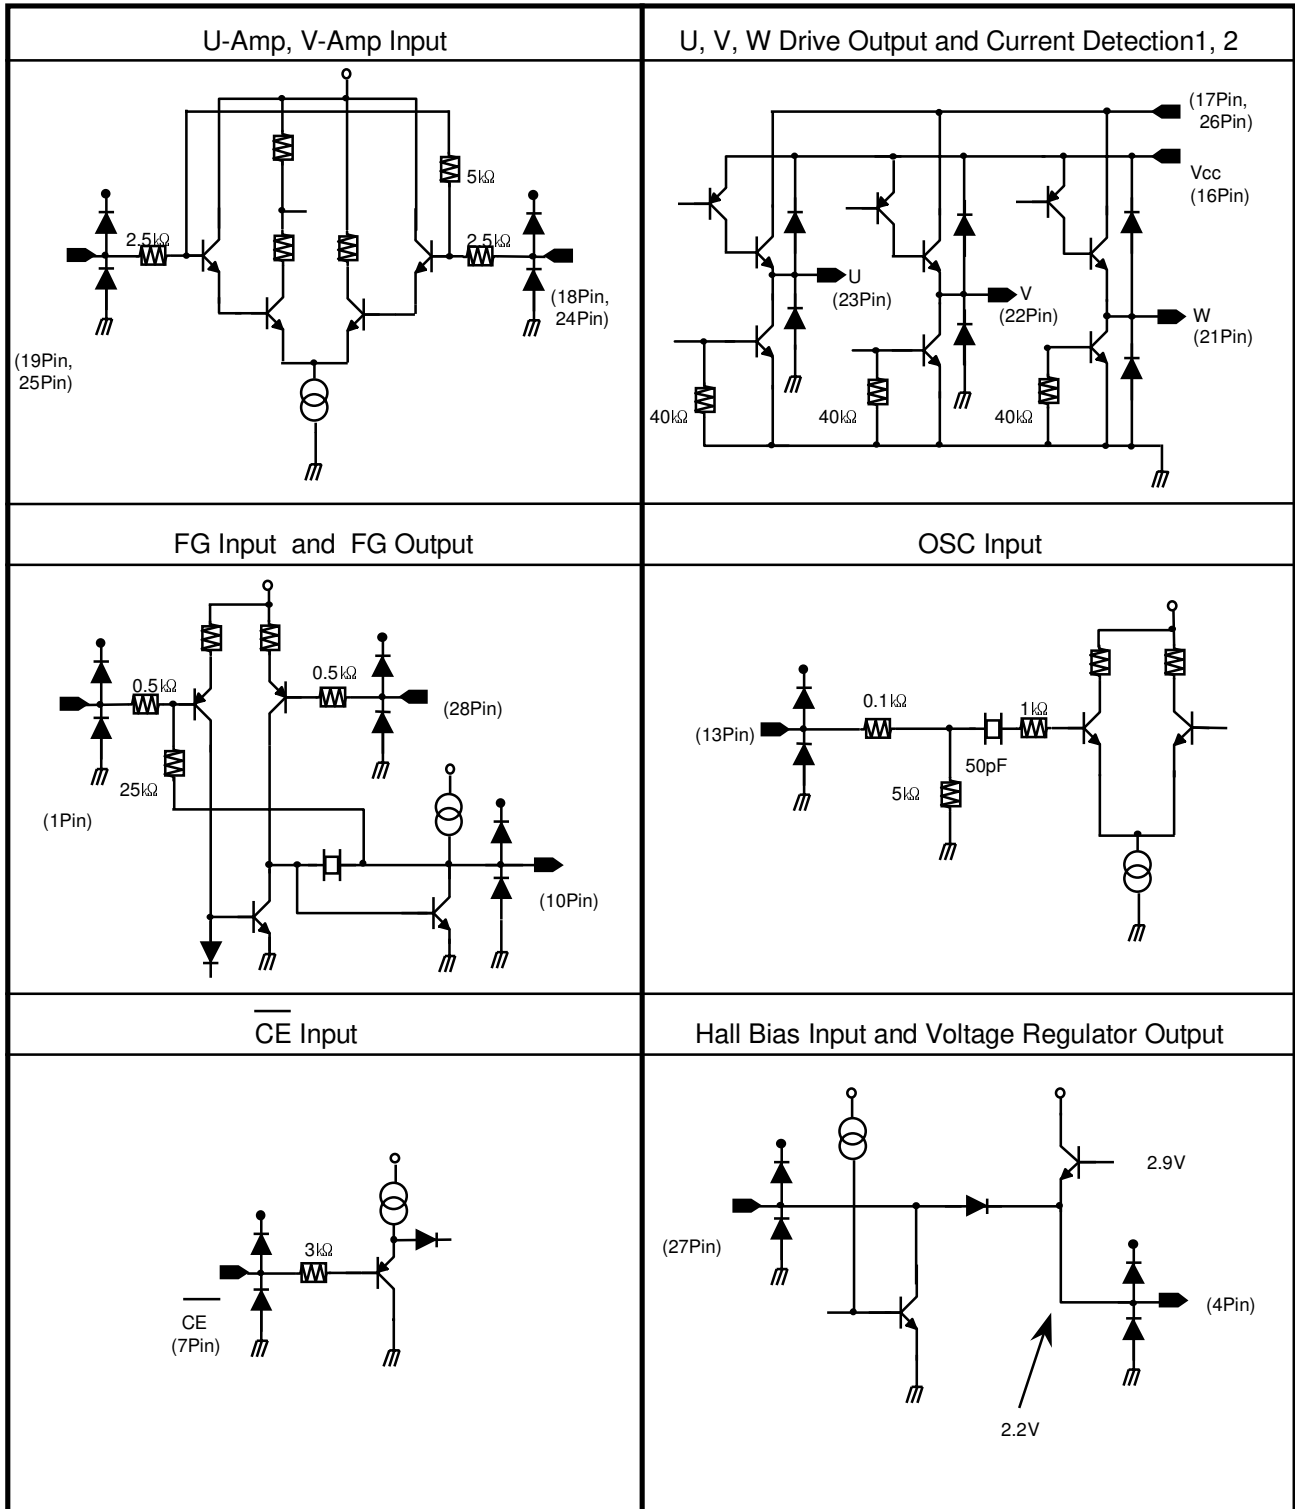 U-Amp, V-Amp Input
5kΩ
2.5kΩ
2.5kΩ
(18Pin,
24Pin)
(19Pin,
25Pin)
U, V, W Drive Output and Current Detection1, 2
(17Pin,
26Pin)
Vcc
(16Pin)
U
(23Pin)
V
(22Pin)
W
(21Pin)
40kΩ
40kΩ
40kΩ
FG Input and FG Output
0.5kΩ
0.5kΩ
(28Pin)
25kΩ
(1Pin)
(10Pin)
OSC Input
0.1kΩ
1kΩ
(13Pin)
50pF
5kΩ
CE Input
3kΩ
CE
(7Pin)
Hall Bias Input and Voltage Regulator Output
2.9V
(27Pin)
(4Pin)
2.2V